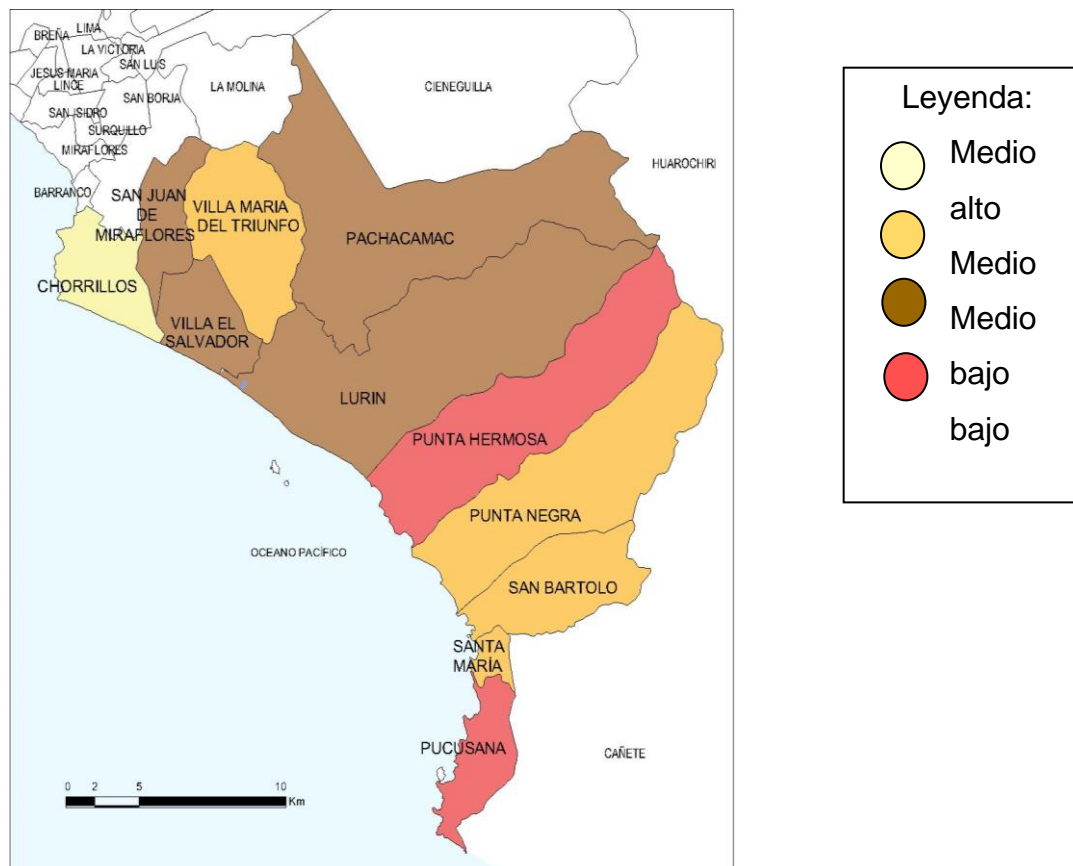 BREÑA
LIMA
LA VICTORIA
SAN LUIS
JESUS MARIA
LINCE
LA MOLINA
CIENEGUILLA
SAN BORJA
SAN ISIDRO
SURQUILLO
MIRAFLORES
HUAROCHIRI
BARRANCO
SAN JUAN
DE
MIRAFLORES
VILLA MARIA
DEL TRIUNFO
PACHACAMAC
CHORRILLOS
VILLA EL
SALVADOR
LURIN
PUNTA HERMOSA
PUNTA NEGRA
OCEANO PACÍFICO
SAN BARTOLO
SANTA
MARÍA
PUCUSANA
CAÑETE
0 2 5 10
Km
Leyenda:
Medio
alto
Medio
Medio
bajo
bajo